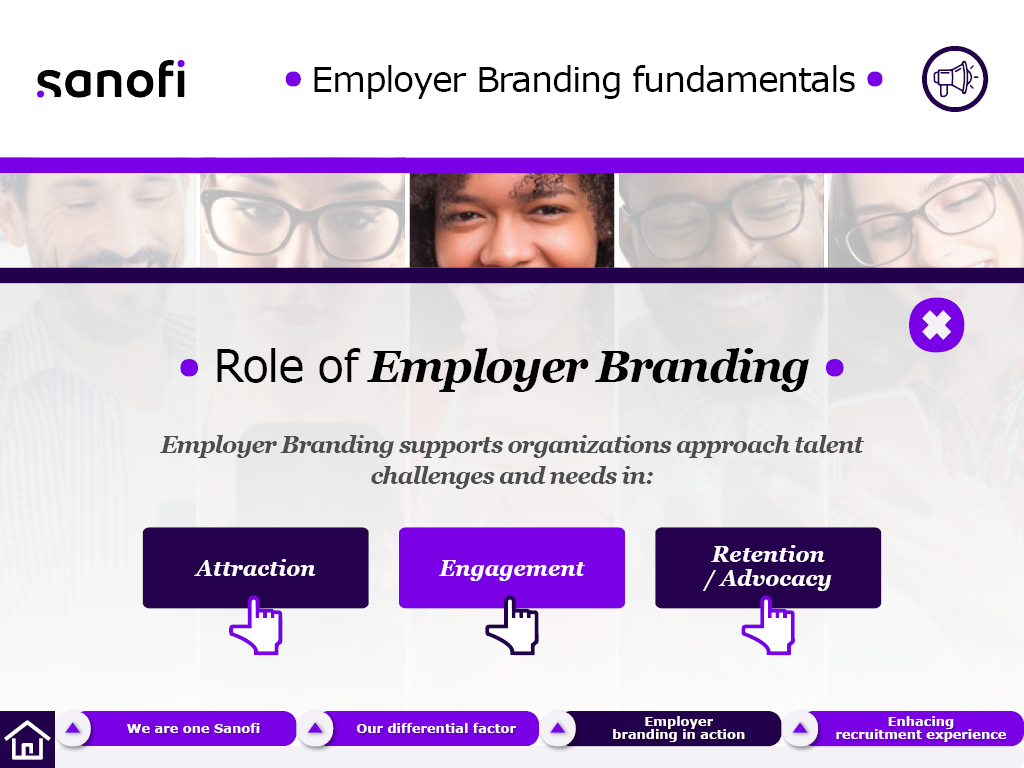 sanofi
• Employer Branding fundamentals •
• Role of Employer Branding •
Employer Branding supports organizations approach talent
challenges and needs in:
Attraction
Engagement
Retention
/ Advocacy
We are one Sanofi
Our differential factor
Employer
branding in action
Enhacing
recruitment experience